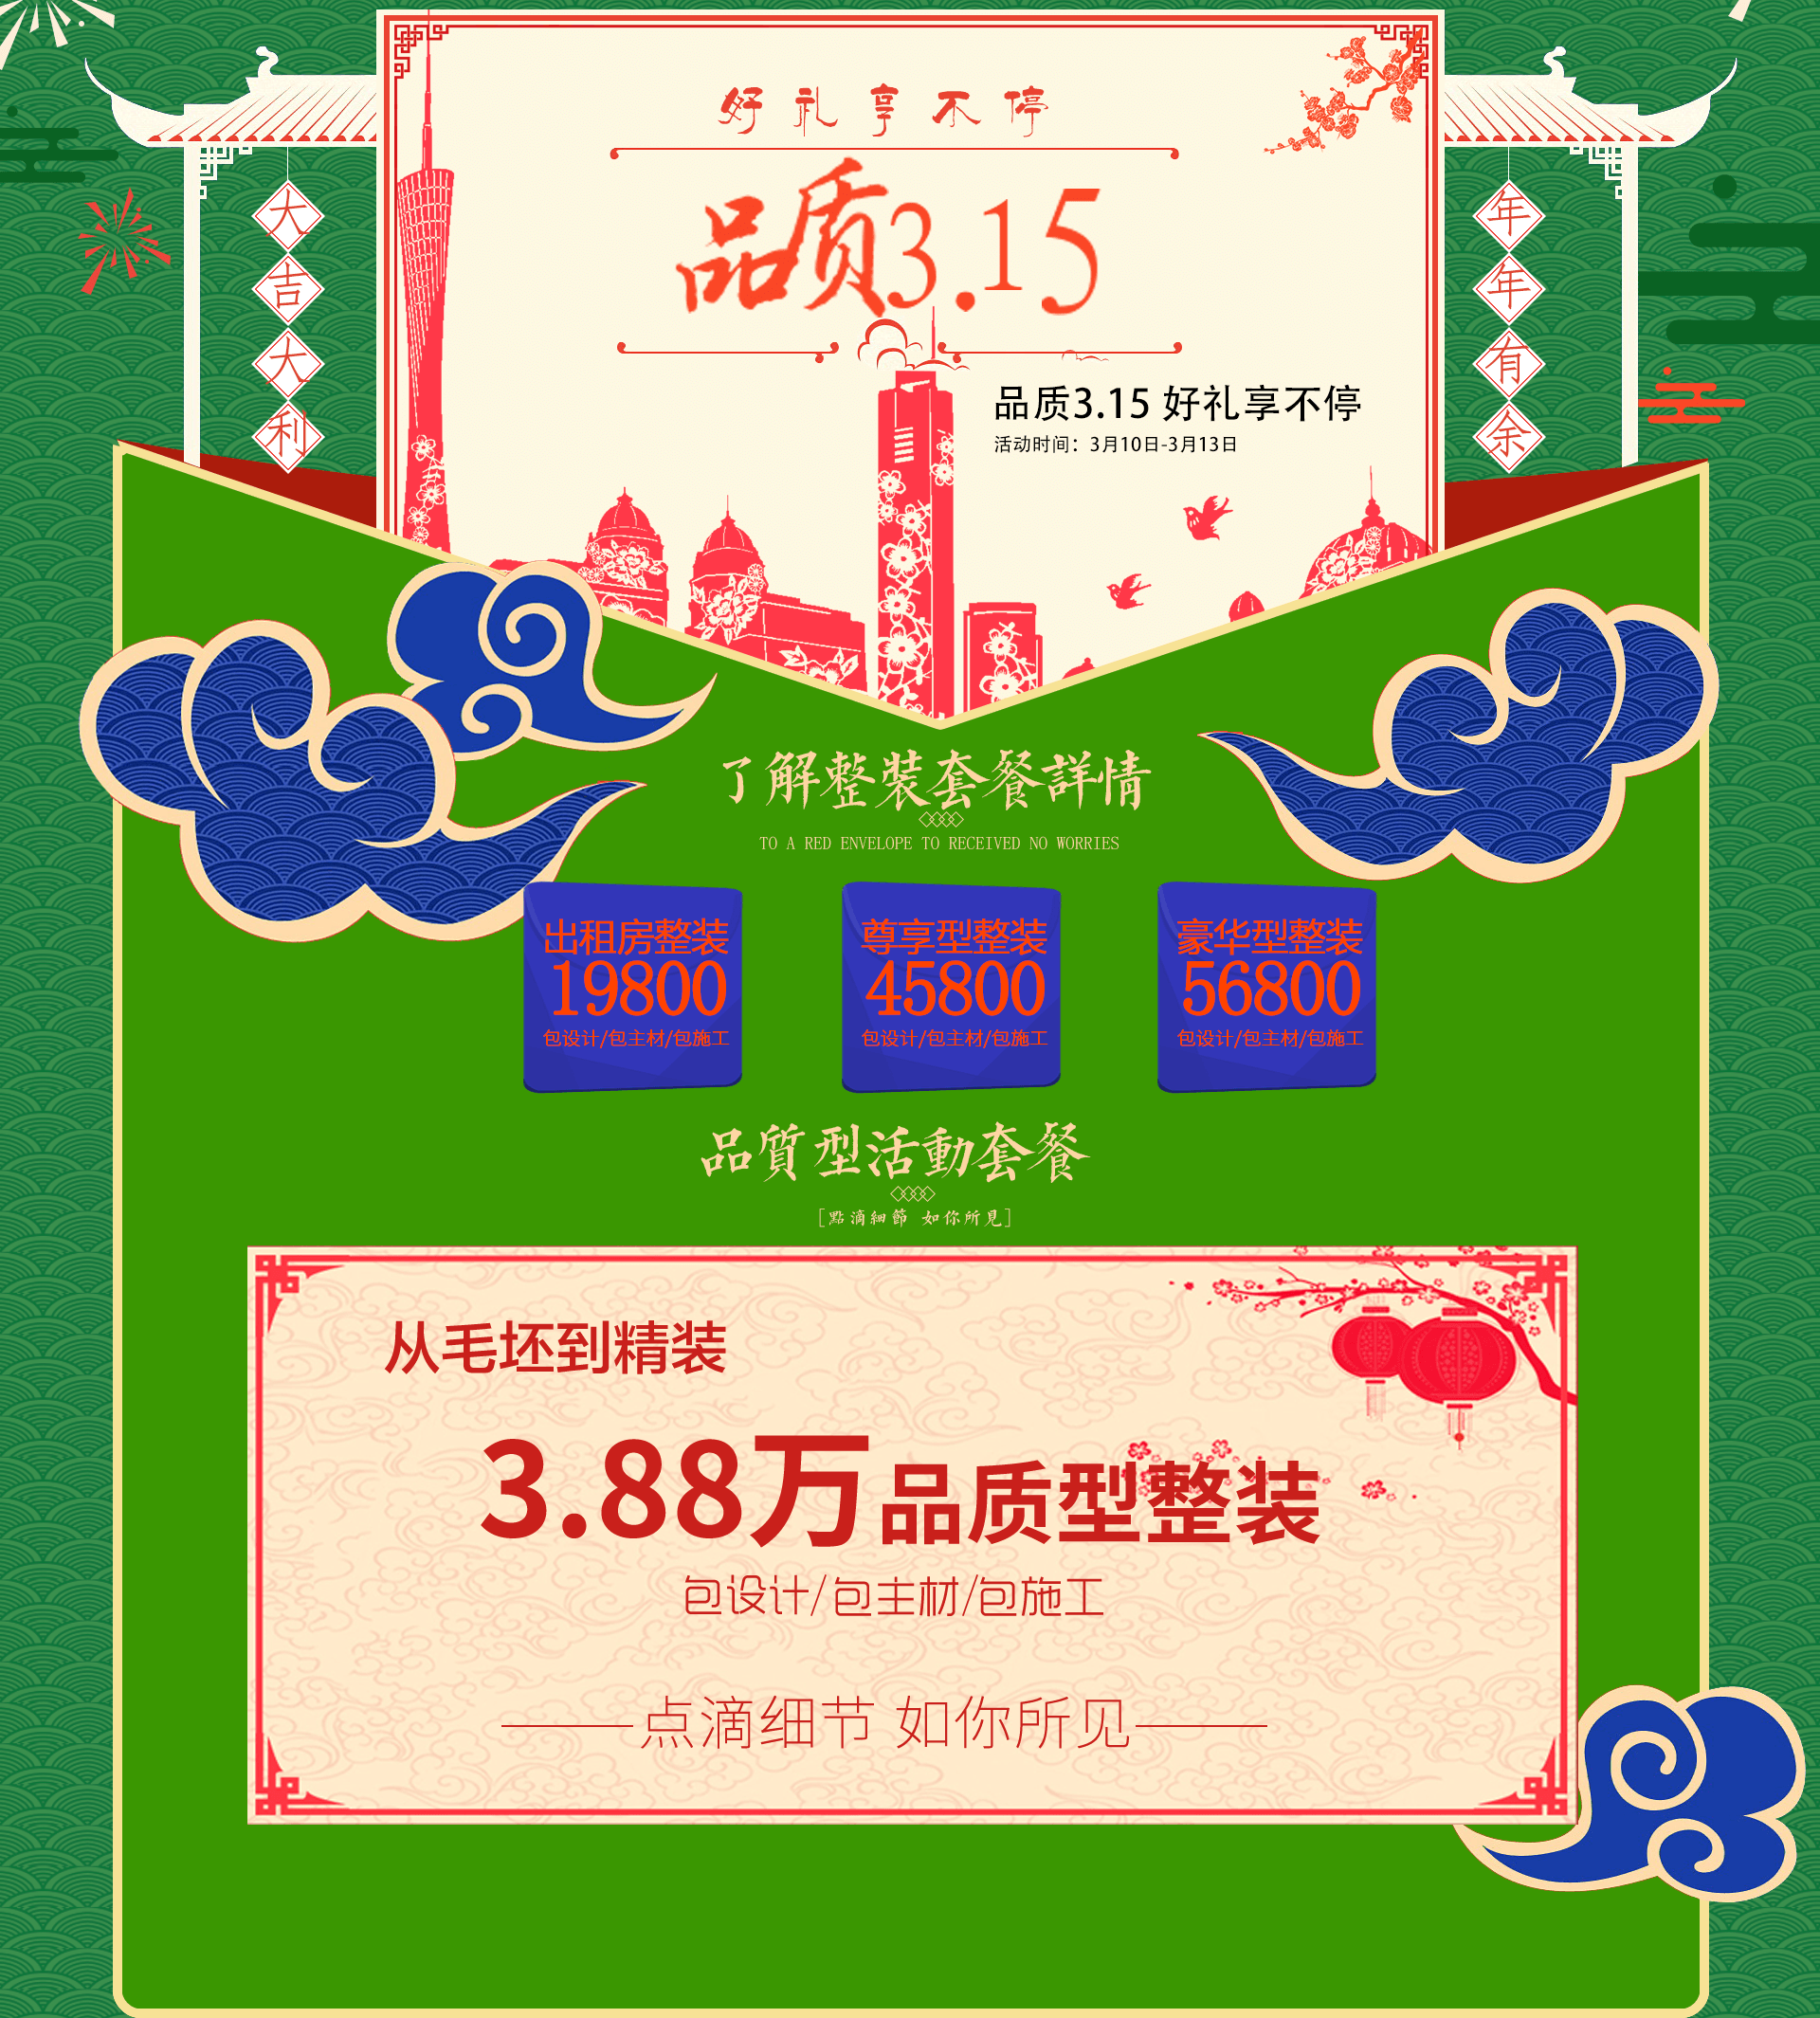 好礼享不停
品质3.15
大吉大利
年年有余
品质3.15 好礼享不停
活动时间：3月10日-3月13日
了解整装套餐詳情
TO A RED ENVELOPE TO RECEIVED NO WORRIES
出租房整装
19800
包设计/包主材/包施工
尊享型整装
45800
包设计/包主材/包施工
豪华型整装
56800
包设计/包主材/包施工
品質型活動套餐
[點滴細節 如你所見]
从毛坯到精装
3.88万品质型整装
包设计/包主材/包施工
点滴细节 如你所见